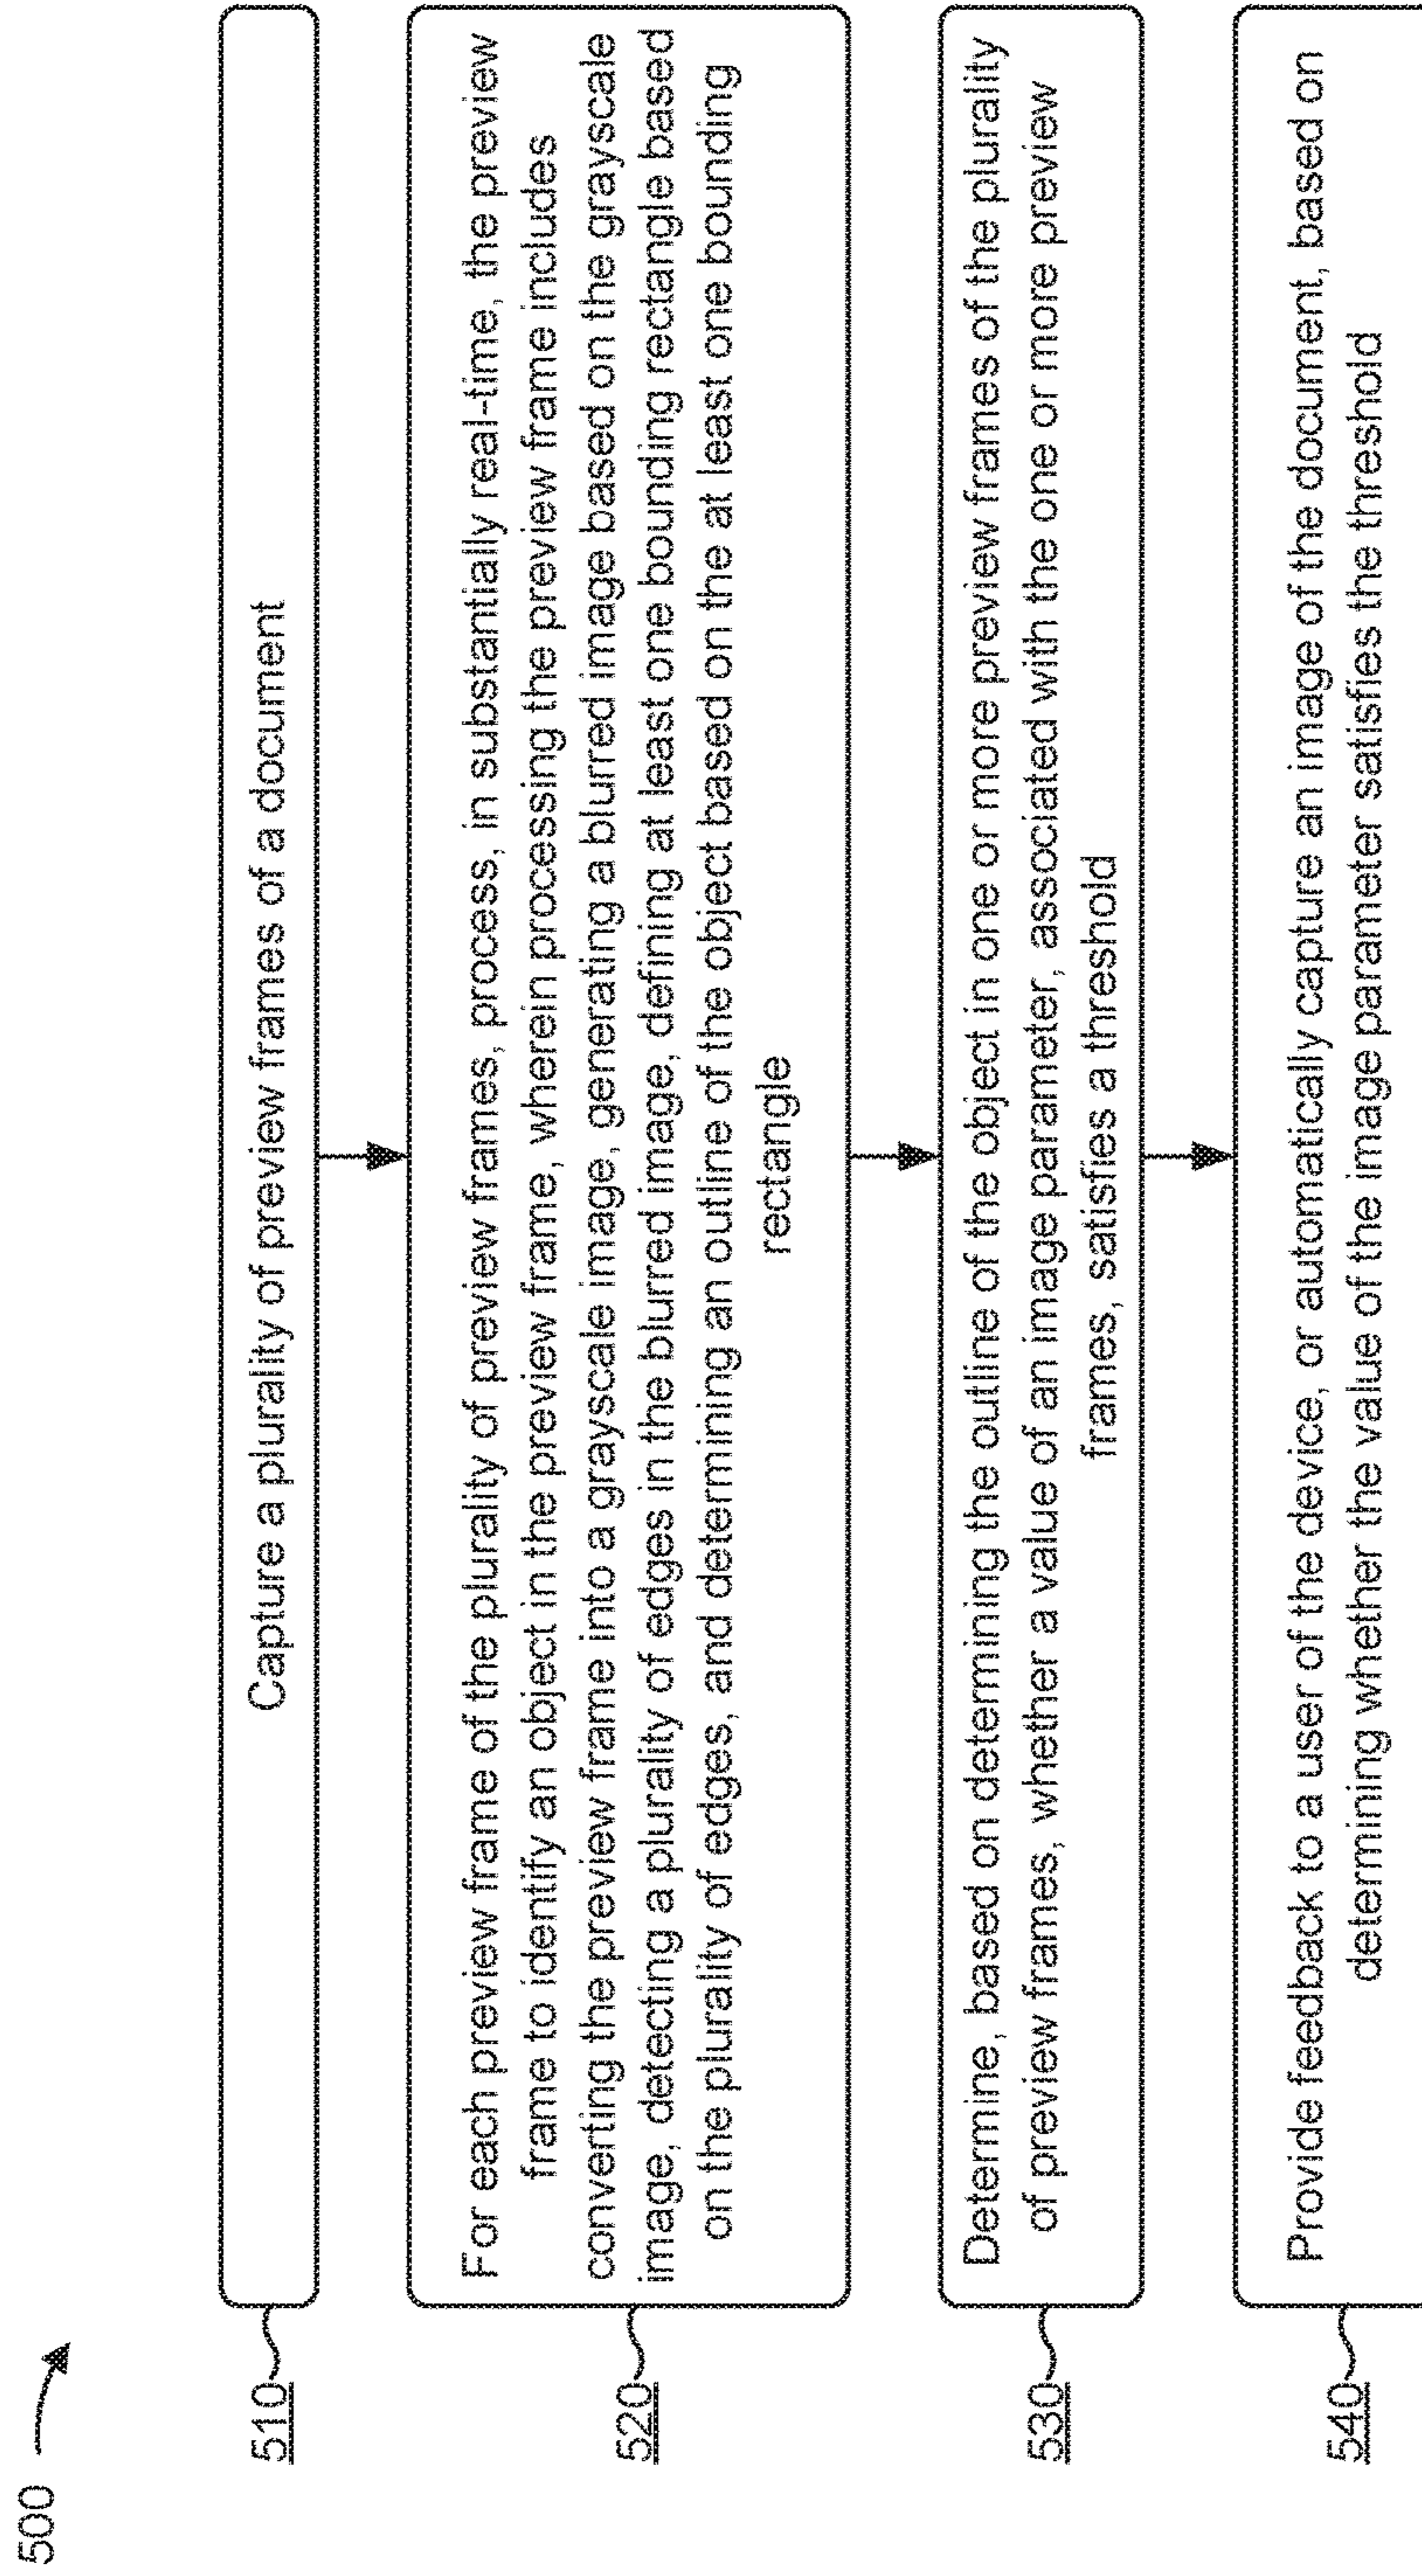 500
510
Capture a plurality of preview frames of a document
520
For each preview frame of the plurality of preview frames, process, in substantially real-time, the preview
frame to identify an object in the preview frame, wherein processing the preview frame includes
converting the preview frame into a grayscale image, generating a blurred image based on the grayscale
image, detecting a plurality of edges in the blurred image, defining at least one bounding rectangle based
on the plurality of edges, and determining an outline of the object based on the at least one bounding
rectangle
530
Determine, based on determining the outline of the object in one or more preview frames of the plurality
of preview frames, whether a value of an image parameter, associated with the one or more preview
frames, satisfies a threshold
540
Provide feedback to a user of the device, or automatically capture an image of the document, based on
determining whether the value of the image parameter satisfies the threshold